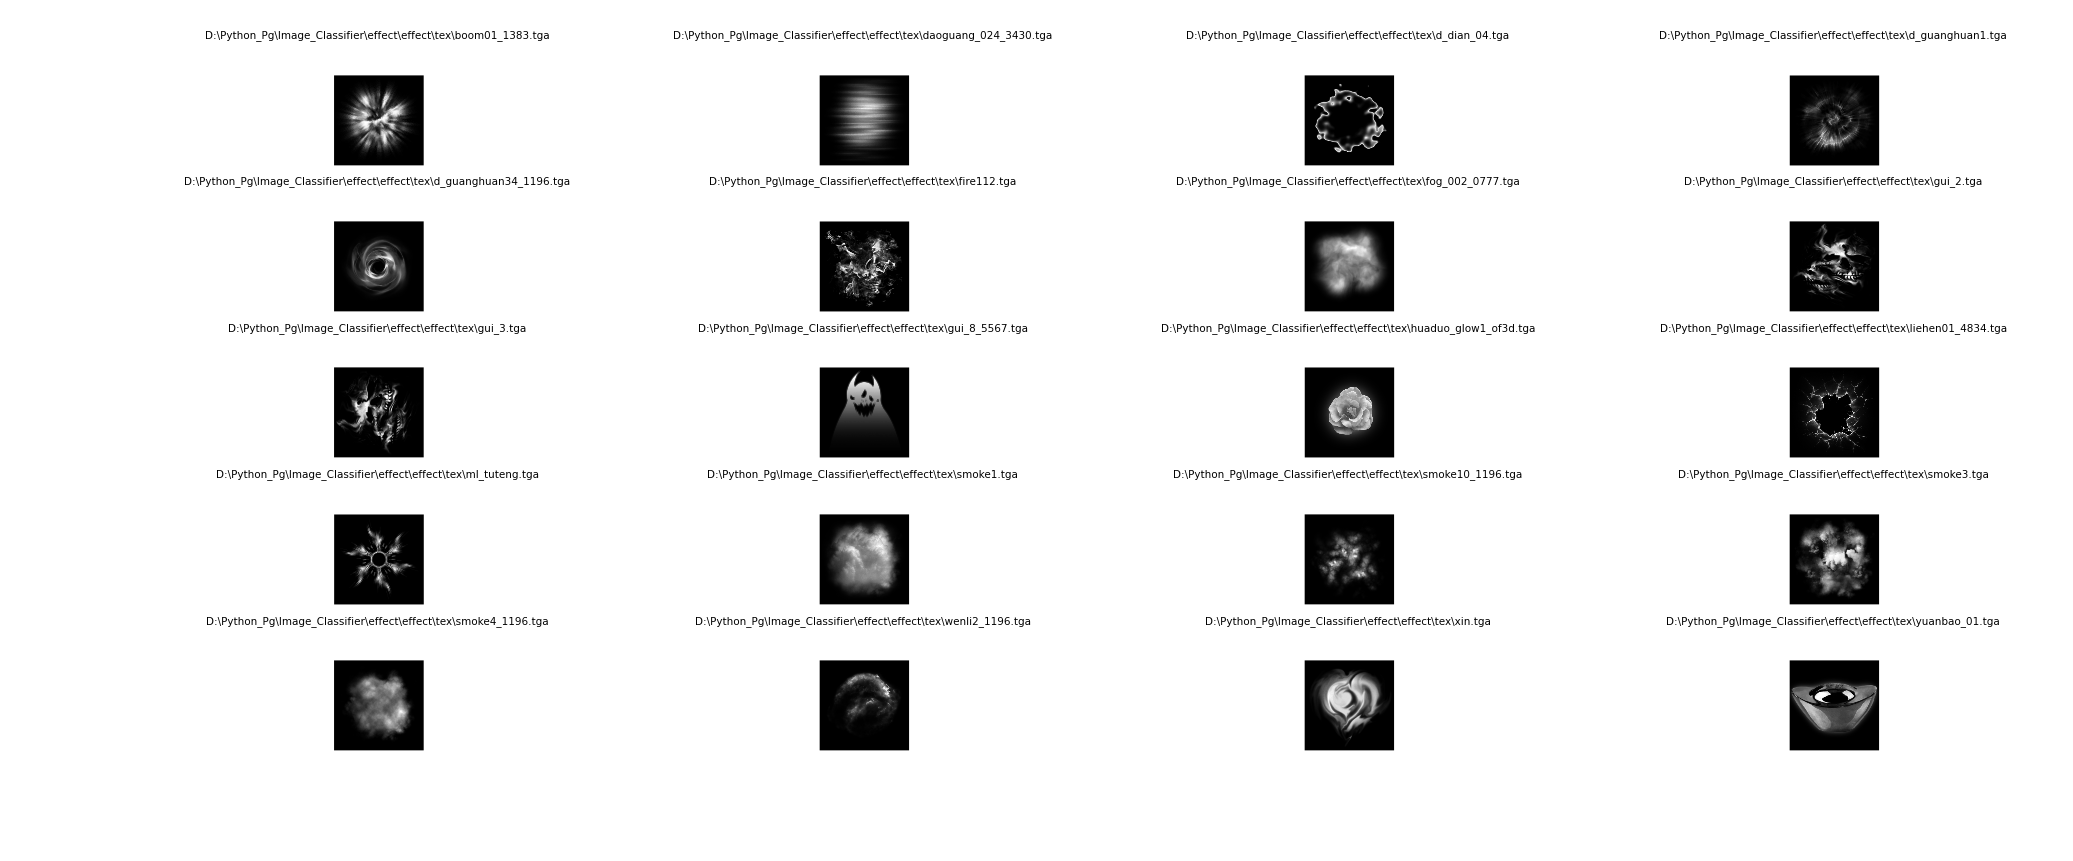 D:\Python_Pg\Image_Classifier\effect\effect\tex\boom01_1383.tga
D:\Python_Pg\Image_Classifier\effect\effect\tex\daoguang_024_3430.tga
D:\Python_Pg\Image_Classifier\effect\effect\tex\d_dian_04.tga
D:\Python_Pg\Image_Classifier\effect\effect\tex\d_guanghuan1.tga
D:\Python_Pg\Image_Classifier\effect\effect\tex\d_guanghuan34_1196.tga
D:\Python_Pg\Image_Classifier\effect\effect\tex\fire112.tga
D:\Python_Pg\Image_Classifier\effect\effect\tex\fog_002_0777.tga
D:\Python_Pg\Image_Classifier\effect\effect\tex\gui_2.tga
D:\Python_Pg\Image_Classifier\effect\effect\tex\gui_3.tga
D:\Python_Pg\Image_Classifier\effect\effect\tex\gui_8_5567.tga
D:\Python_Pg\Image_Classifier\effect\effect\tex\huaduo_glow1_of3d.tga
D:\Python_Pg\Image_Classifier\effect\effect\tex\liehen01_4834.tga
D:\Python_Pg\Image_Classifier\effect\effect\tex\ml_tuteng.tga
D:\Python_Pg\Image_Classifier\effect\effect\tex\smoke1.tga
D:\Python_Pg\Image_Classifier\effect\effect\tex\smoke10_1196.tga
D:\Python_Pg\Image_Classifier\effect\effect\tex\smoke3.tga
D:\Python_Pg\Image_Classifier\effect\effect\tex\smoke4_1196.tga
D:\Python_Pg\Image_Classifier\effect\effect\tex\wenli2_1196.tga
D:\Python_Pg\Image_Classifier\effect\effect\tex\xin.tga
D:\Python_Pg\Image_Classifier\effect\effect\tex\yuanbao_01.tga